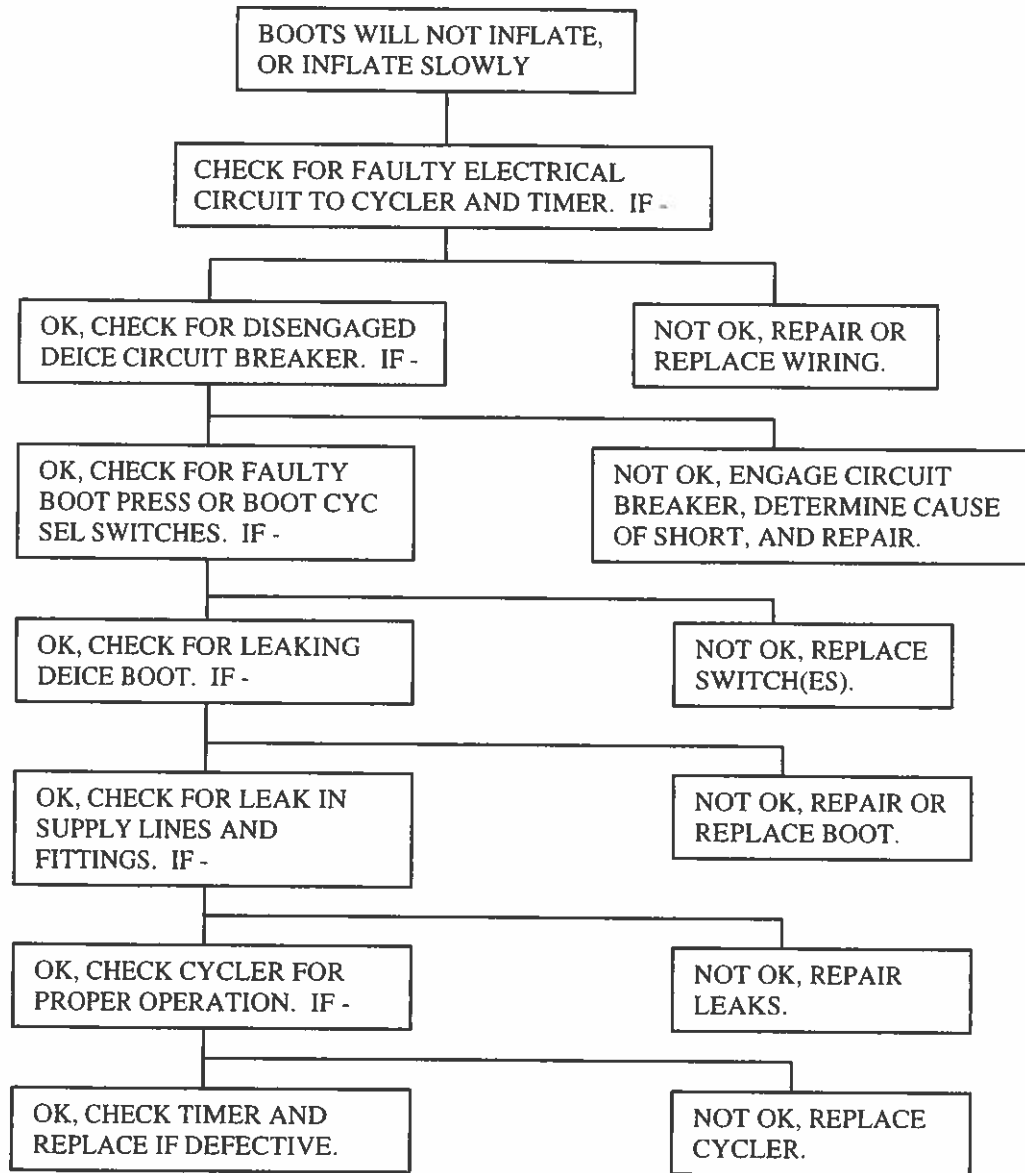 BOOTS WILL NOT INFLATE,
OR INFLATE SLOWLY
CHECK FOR FAULTY ELECTRICAL
CIRCUIT TO CYCLER AND TIMER. IF -
OK, CHECK FOR DISENGAGED
DEICE CIRCUIT BREAKER. IF -
NOT OK, REPAIR OR
REPLACE WIRING.
OK, CHECK FOR FAULTY
BOOT PRESS OR BOOT CYC
SEL SWITCHES. IF -
NOT OK, ENGAGE CIRCUIT
BREAKER, DETERMINE CAUSE
OF SHORT, AND REPAIR.
OK, CHECK FOR LEAKING
DEICE BOOT. IF -
NOT OK, REPLACE
SWITCH(ES).
OK, CHECK FOR LEAK IN
SUPPLY LINES AND
FITTINGS. IF -
NOT OK, REPAIR OR
REPLACE BOOT.
OK, CHECK CYCLER FOR
PROPER OPERATION. IF -
NOT OK, REPAIR
LEAKS.
OK, CHECK TIMER AND
REPLACE IF DEFECTIVE.
NOT OK, REPLACE
CYCLER.